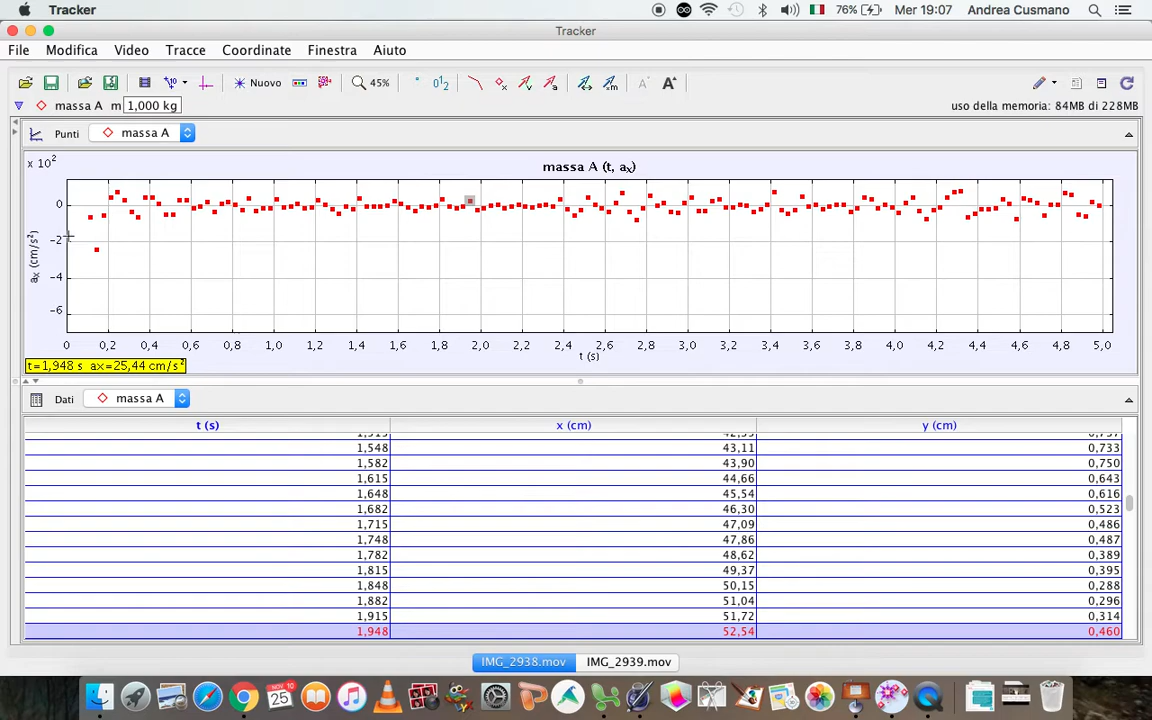 Tracker 76% Mer 19:07 Andrea Cusmano
Tracker
File Modifica Video Tracce Coordinate Finestra Aiuto
Nuovo 45%
massa A m 1,000 kg uso della memoria: 84MB di 228MB
Punti massa A
x 10²
massa A (t, aₓ)
0
-2
-4
-6
aₓ (cm/s²)
0 0,2 0,4 0,6 0,8 1,0 1,2 1,4 1,6 1,8 2,0 2,2 2,4 2,6 2,8 3,0 3,2 3,4 3,6 3,8 4,0 4,2 4,4 4,6 4,8 5,0
t (s)
t=1,948 s ax=25,44 cm/s²
Dati massa A
t (s) x (cm) y (cm)
1,548 43,11 0,733
1,582 43,90 0,750
1,615 44,66 0,643
1,648 45,54 0,616
1,682 46,30 0,523
1,715 47,09 0,486
1,748 47,86 0,487
1,782 48,62 0,389
1,815 49,37 0,395
1,848 50,15 0,288
1,882 51,04 0,296
1,915 51,72 0,314
1,948 52,54 0,460
IMG_2938.mov IMG_2939.mov